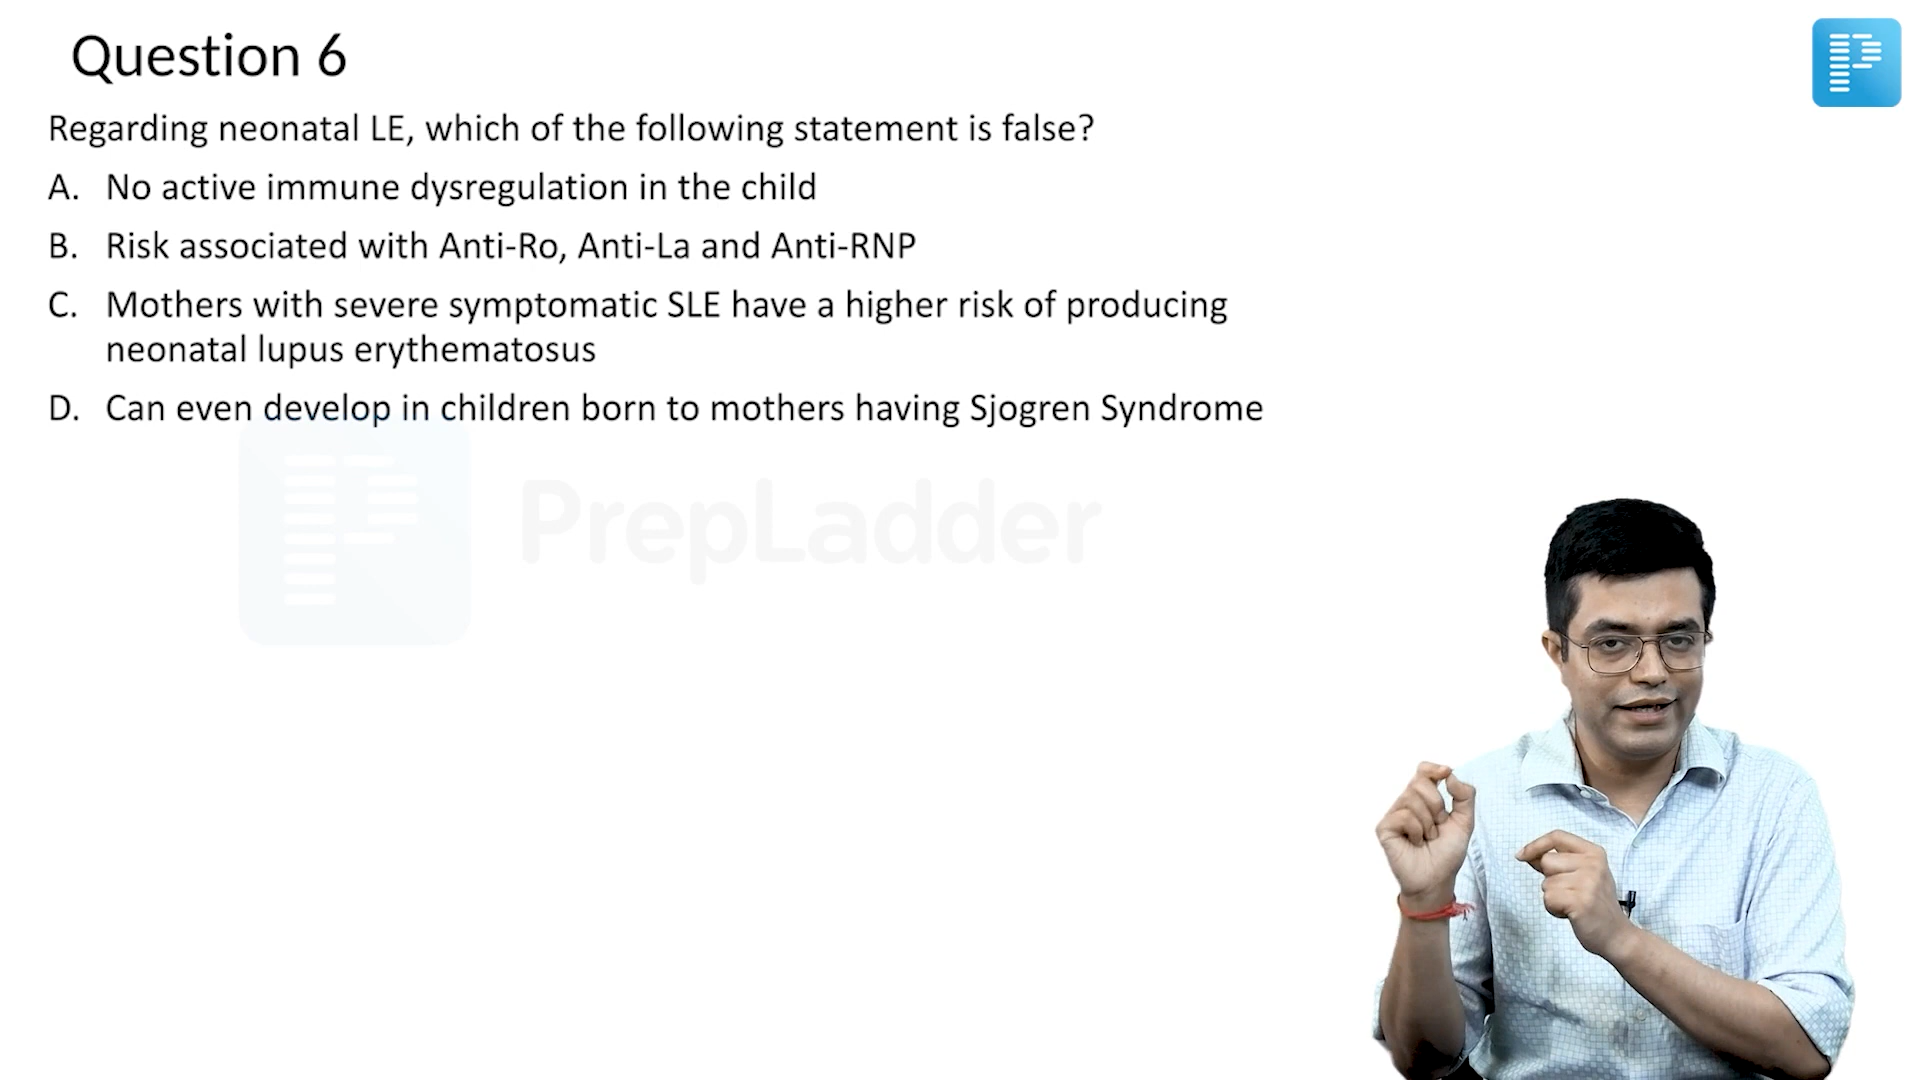 Question 6
Regarding neonatal LE, which of the following statement is false?
A. No active immune dysregulation in the child
B. Risk associated with Anti-Ro, Anti-La and Anti-RNP
C. Mothers with severe symptomatic SLE have a higher risk of producing
neonatal lupus erythematosus
D. Can even develop in children born to mothers having Sjogren Syndrome
PrepLadder